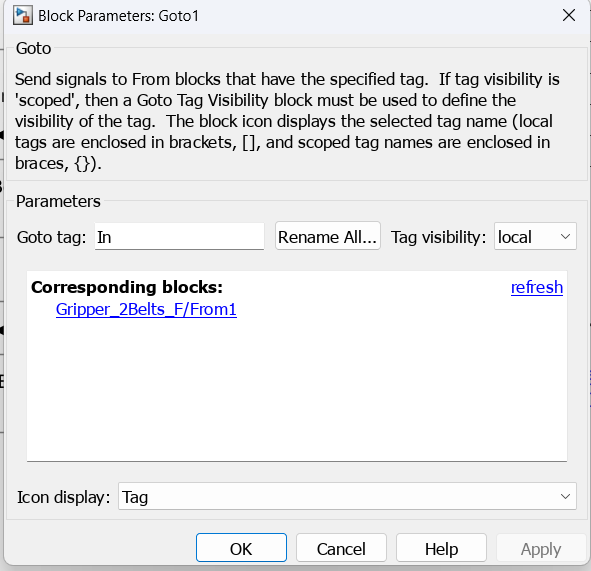 Block Parameters: Goto1
Goto
Send signals to From blocks that have the specified tag.  If tag visibility is
'scoped', then a Goto Tag Visibility block must be used to define the
visibility of the tag.  The block icon displays the selected tag name (local
tags are enclosed in brackets, [], and scoped tag names are enclosed in
braces, {}).
Parameters
Goto tag: In Rename All... Tag visibility: local
Corresponding blocks: refresh
Gripper_2Belts_F/From1
Icon display: Tag
OK Cancel Help Apply